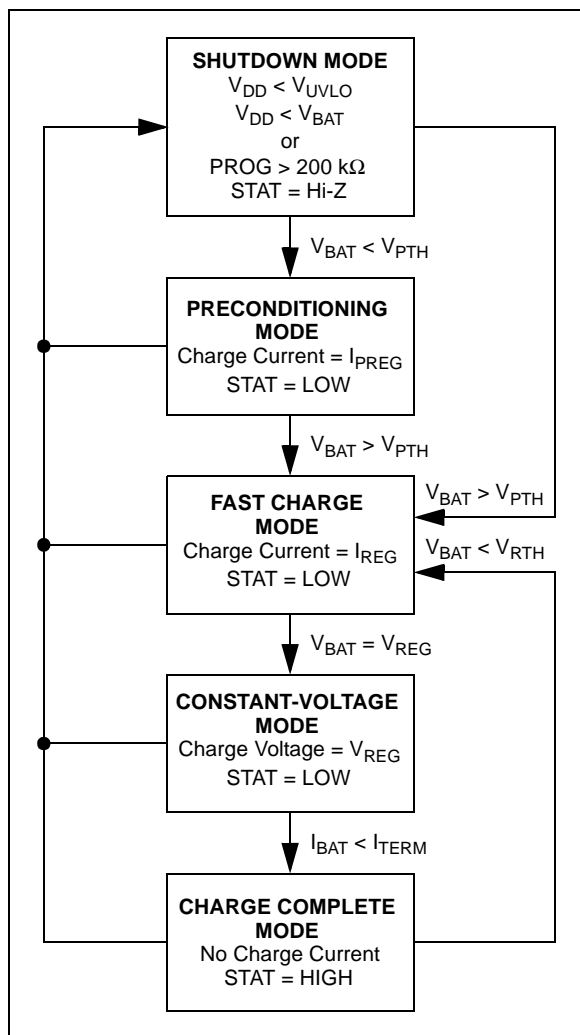 SHUTDOWN MODE
V_DD < V_UVLO
V_DD < V_BAT
or
PROG > 200 kΩ
STAT = Hi-Z
V_BAT < V_PTH
PRECONDITIONING
MODE
Charge Current = I_PREG
STAT = LOW
V_BAT > V_PTH
FAST CHARGE
MODE
Charge Current = I_REG
STAT = LOW
V_BAT > V_PTH
V_BAT < V_RTH
V_BAT = V_REG
CONSTANT-VOLTAGE
MODE
Charge Voltage = V_REG
STAT = LOW
I_BAT < I_TERM
CHARGE COMPLETE
MODE
No Charge Current
STAT = HIGH